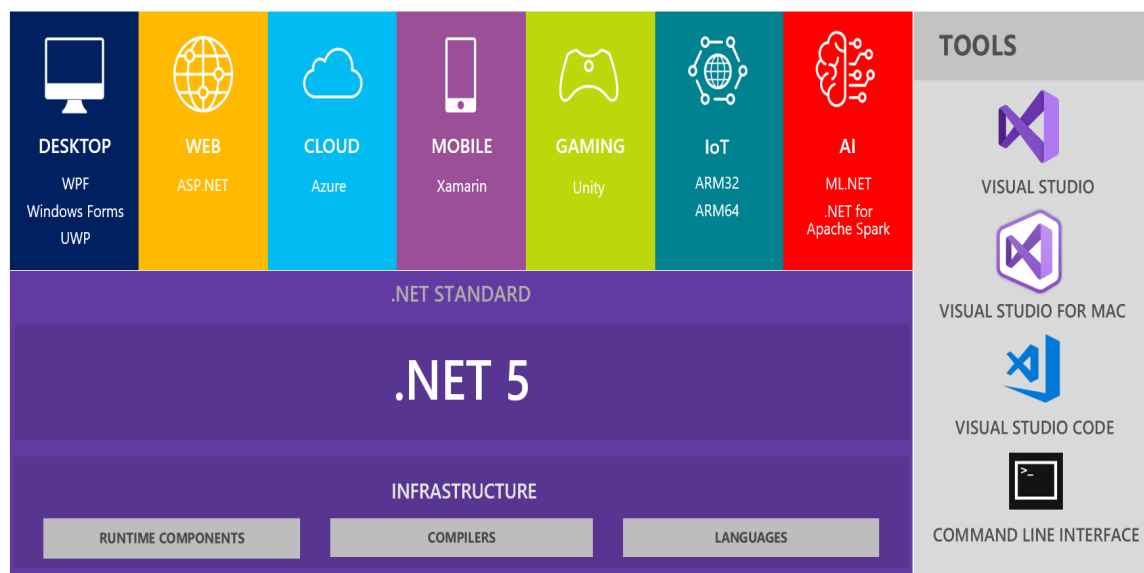 DESKTOP
WPF
Windows Forms
UWP
WEB
ASP.NET
CLOUD
Azure
MOBILE
Xamarin
GAMING
Unity
IoT
ARM32
ARM64
AI
ML.NET
.NET for
Apache Spark
.NET STANDARD
.NET 5
INFRASTRUCTURE
RUNTIME COMPONENTS
COMPILERS
LANGUAGES
TOOLS
VISUAL STUDIO
VISUAL STUDIO FOR MAC
VISUAL STUDIO CODE
>_
COMMAND LINE INTERFACE